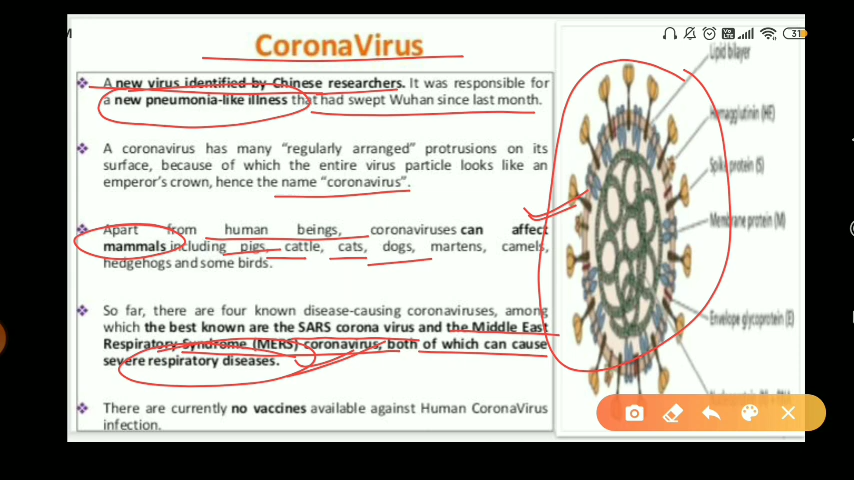 M
31
CoronaVirus
A new virus identified by Chinese researchers. It was responsible for
a new pneumonia-like illness that had swept Wuhan since last month.
A coronavirus has many “regularly arranged” protrusions on its
surface, because of which the entire virus particle looks like an
emperor’s crown, hence the name “coronavirus”.
Apart from human beings, coronaviruses can affect
mammals including pigs, cattle, cats, dogs, martens, camels,
hedgehogs and some birds.
So far, there are four known disease-causing coronaviruses, among
which the best known are the SARS corona virus and the Middle East
Respiratory Syndrome (MERS) coronavirus, both of which can cause
severe respiratory diseases.
There are currently no vaccines available against Human CoronaVirus
infection.
Lipid bilayer
Hemagglutinin (HE)
Spike protein (S)
Membrane protein (M)
Envelope glycoprotein (E)